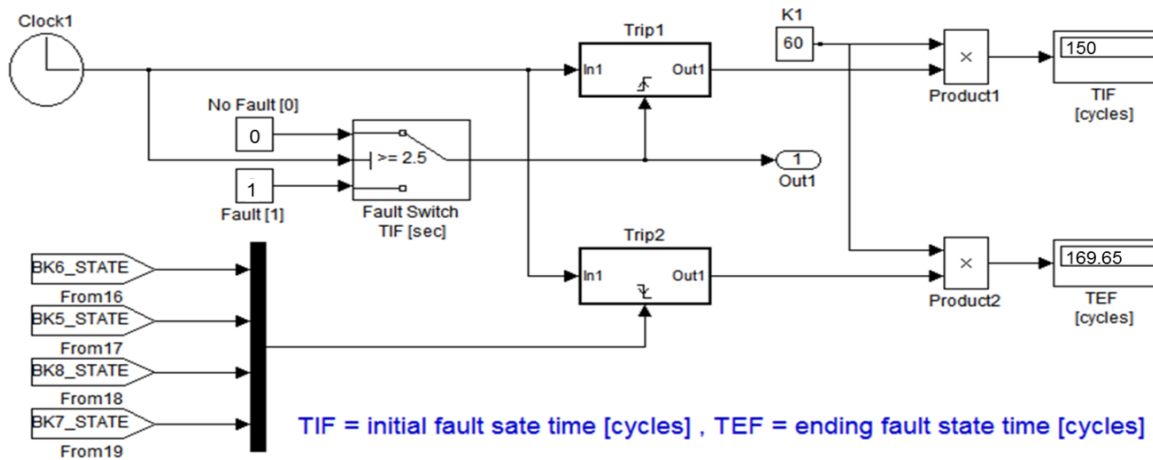 Clock1
Trip1
K1
60
150
In1
Out1
×
Product1
TIF
[cycles]
No Fault [0]
0
>= 2.5
1
Fault [1]
Fault Switch
TIF [sec]
1
Out1
Trip2
In1
Out1
×
Product2
169.65
TEF
[cycles]
BK6_STATE
From16
BK5_STATE
From17
BK8_STATE
From18
BK7_STATE
From19
TIF = initial fault sate time [cycles] , TEF = ending fault state time [cycles]